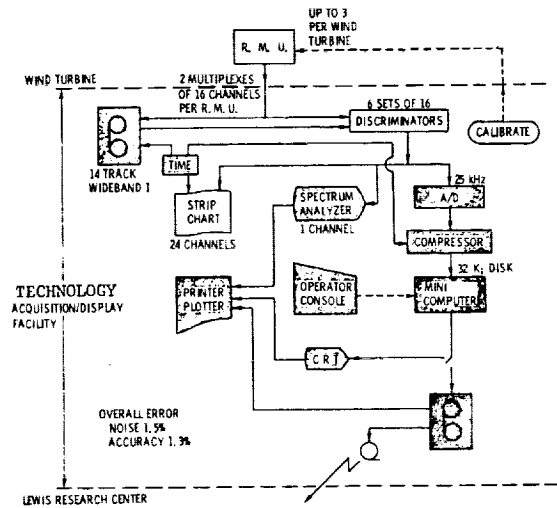 UP TO 3
PER WIND
TURBINE
R. M. U.
WIND TURBINE
2 MULTIPLEXES
OF 16 CHANNELS
PER R. M. U.
6 SETS OF 16
DISCRIMINATORS
CALIBRATE
TIME
14 TRACK
WIDEBAND I
25 kHz
A/D
STRIP
CHART
SPECTRUM
ANALYZER
24 CHANNELS
1 CHANNEL
COMPRESSOR
32 K; DISK
TECHNOLOGY
ACQUISITION/DISPLAY
FACILITY
PRINTER
PLOTTER
OPERATOR
CONSOLE
MINI
COMPUTER
C R T
OVERALL ERROR
NOISE 1.5%
ACCURACY 1.3%
LEWIS RESEARCH CENTER